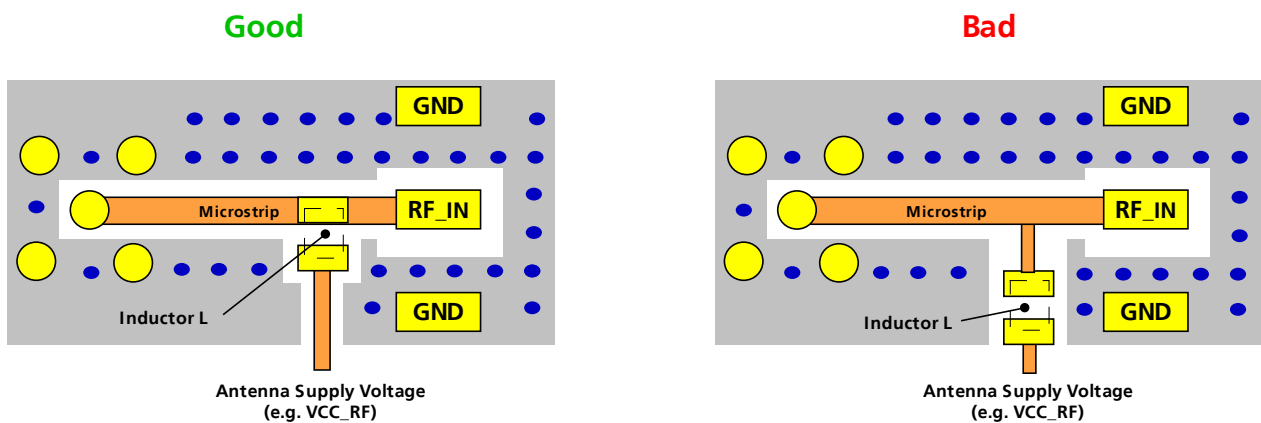 Good
GND
Microstrip
RF_IN
Inductor L
GND
Antenna Supply Voltage
(e.g. VCC_RF)
Bad
GND
Microstrip
RF_IN
Inductor L
GND
Antenna Supply Voltage
(e.g. VCC_RF)